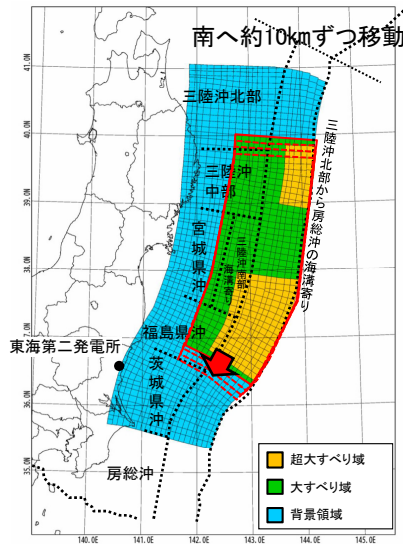 南へ約10kmずつ移動
41.0N
三陸沖北部
40.0N
三陸沖
中部
三陸沖北部から房総沖の海溝寄り
39.0N
宮城県沖
三陸沖南部
海溝寄り
38.0N
37.0N
福島県沖
東海第二発電所
茨城県沖
36.0N
35.0N
房総沖
超大すべり域
大すべり域
背景領域
140.0E
141.0E
142.0E
143.0E
144.0E